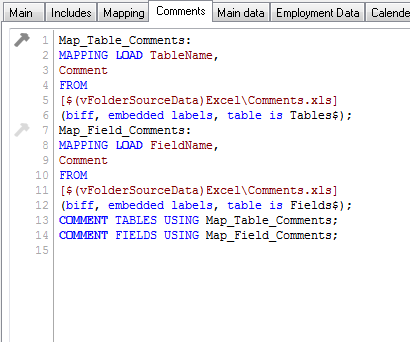 Main Includes Mapping Comments Main data Employment Data Calende
1 Map_Table_Comments:
2 MAPPING LOAD TableName,
3 Comment
4 FROM
5 [$(vFolderSourceData)Excel\Comments.xls]
6 (biff, embedded labels, table is Tables$);
7 Map_Field_Comments:
8 MAPPING LOAD FieldName,
9 Comment
10 FROM
11 [$(vFolderSourceData)Excel\Comments.xls]
12 (biff, embedded labels, table is Fields$);
13 COMMENT TABLES USING Map_Table_Comments;
14 COMMENT FIELDS USING Map_Field_Comments;
15